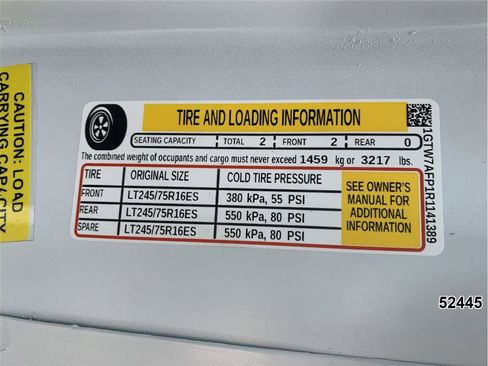 CAUTION: LOAD
CARRYING CAPACITY
TIRE AND LOADING INFORMATION
SEATING CAPACITY TOTAL 2 FRONT 2 REAR 0
The combined weight of occupants and cargo must never exceed 1459 kg or 3217 lbs.
TIRE ORIGINAL SIZE COLD TIRE PRESSURE
FRONT LT245/75R16ES 380 kPa, 55 PSI
REAR LT245/75R16ES 550 kPa, 80 PSI
SPARE LT245/75R16ES 550 kPa, 80 PSI
SEE OWNER'S
MANUAL FOR
ADDITIONAL
INFORMATION
1GTW7AFP1R1141389
52445